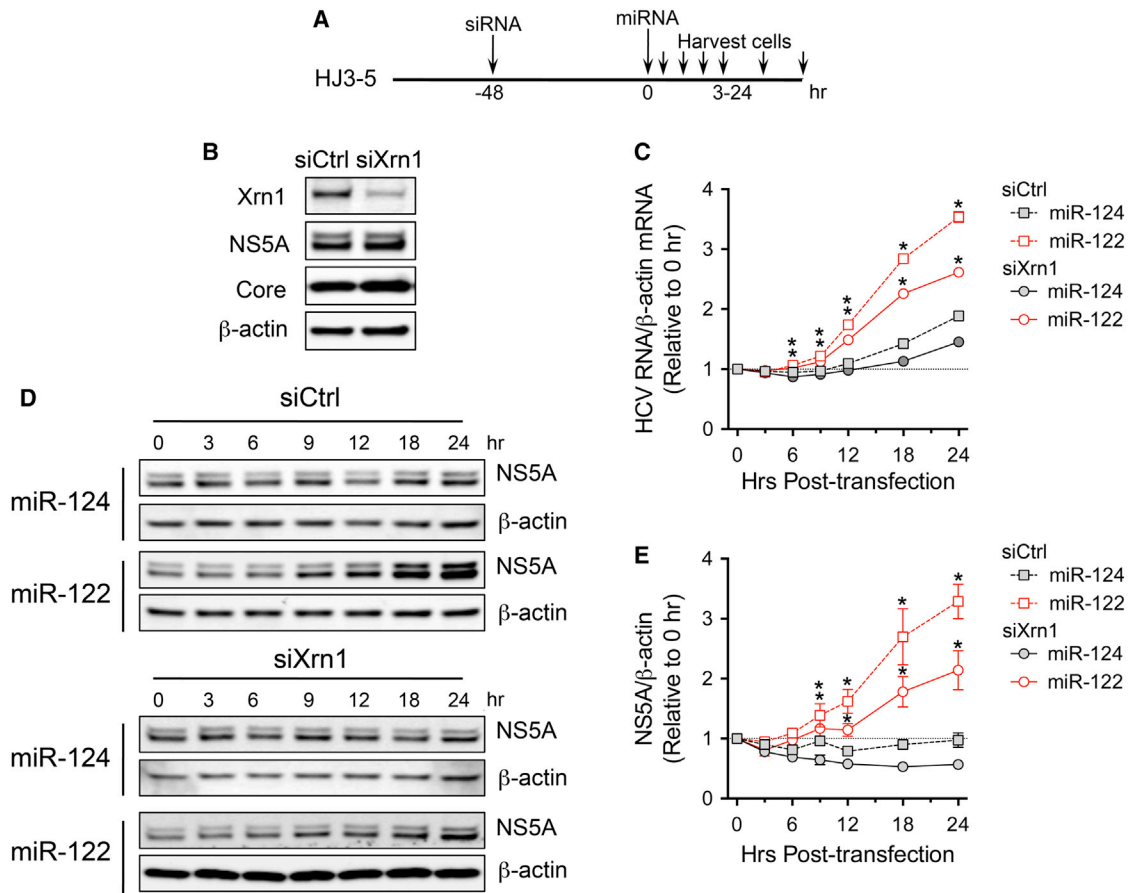 A
siRNA
miRNA
Harvest cells
HJ3-5
-48
0
3-24
hr
B
siCtrl siXrn1
Xrn1
NS5A
Core
β-actin
C
HCV RNA/β-actin mRNA
(Relative to 0 hr)
4
3
2
1
0
* *
* *
* *
*
*
*
*
0 6 12 18 24
Hrs Post-transfection
siCtrl
miR-124
miR-122
siXrn1
miR-124
miR-122
D
siCtrl
0 3 6 9 12 18 24 hr
miR-124
NS5A
β-actin
miR-122
NS5A
β-actin
siXrn1
0 3 6 9 12 18 24 hr
miR-124
NS5A
β-actin
miR-122
NS5A
β-actin
E
NS5A/β-actin
(Relative to 0 hr)
4
3
2
1
0
* *
*
*
*
*
*
*
0 6 12 18 24
Hrs Post-transfection
siCtrl
miR-124
miR-122
siXrn1
miR-124
miR-122